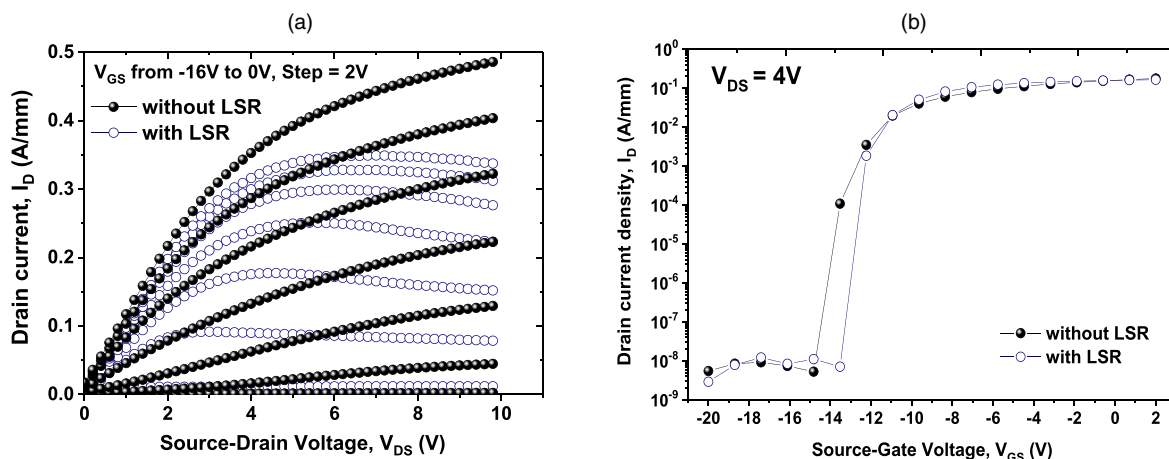 (a)
V_GS from -16V to 0V, Step = 2V
without LSR
with LSR
Drain current, I_D (A/mm)
0.5
0.4
0.3
0.2
0.1
0.0
0 2 4 6 8 10
Source-Drain Voltage, V_DS (V)
(b)
V_DS = 4V
Drain current density, I_D (A/mm)
10^0
10^-1
10^-2
10^-3
10^-4
10^-5
10^-6
10^-7
10^-8
10^-9
without LSR
with LSR
-20 -18 -16 -14 -12 -10 -8 -6 -4 -2 0 2
Source-Gate Voltage, V_GS (V)